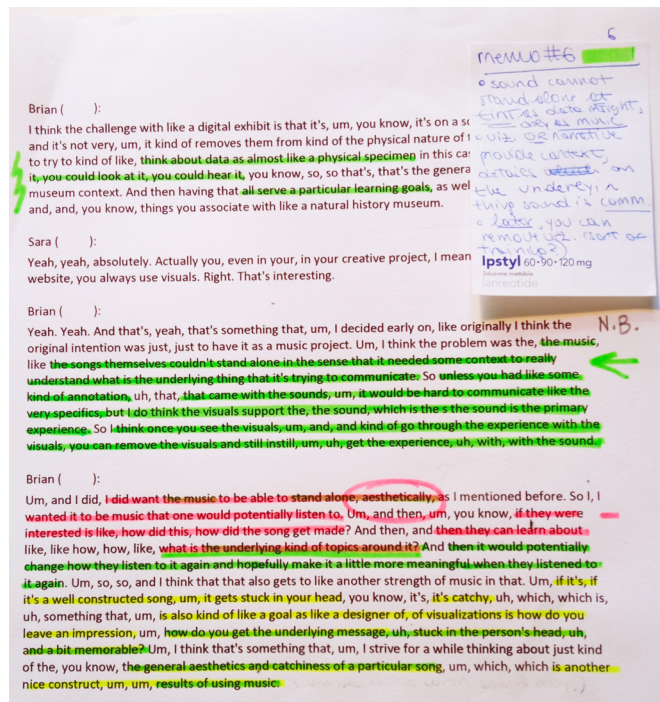 6
memo #6
• sound cannot
stand alone at
first as data insight,
only as music
• viz OR narrative
provide context,
details on
the underlyin
thing sound is comm.
• later, you can
remove viz. (sort of
training?)
Ipstyl 60•90•120 mg
Soluzione iniettabile
lanreotide
Brian ( ):
I think the challenge with like a digital exhibit is that it's, um, you know, it's on a sc
and it's not very, um, it kind of removes them from kind of the physical nature of t
to try to kind of like, think about data as almost like a physical specimen in this ca
it, you could look at it, you could hear it, you know, so, so that's, that's the genera
museum context. And then having that all serve a particular learning goals, as wel
and, and, you know, things you associate with like a natural history museum.
Sara ( ):
Yeah, yeah, absolutely. Actually you, even in your, in your creative project, I mean
website, you always use visuals. Right. That's interesting.
Brian ( ):
Yeah. Yeah. And that's, yeah, that's something that, um, I decided early on, like originally I think the
N.B.
original intention was just, just to have it as a music project. Um, I think the problem was the, the music,
like the songs themselves couldn't stand alone in the sense that it needed some context to really
understand what is the underlying thing that it's trying to communicate. So unless you had like some
kind of annotation, uh, that, that came with the sounds, um, it would be hard to communicate like the
very specifics, but I do think the visuals support the, the sound, which is the s the sound is the primary
experience. So I think once you see the visuals, um, and, and kind of go through the experience with the
visuals, you can remove the visuals and still instill, um, uh, get the experience, uh, with, with the sound.
Brian ( ):
Um, and I did, I did want the music to be able to stand alone, aesthetically, as I mentioned before. So I, I
wanted it to be music that one would potentially listen to. Um, and then, um, you know, if they were
interested is like, how did this, how did the song get made? And then, and then they can learn about
like, like how, how, like, what is the underlying kind of topics around it? And then it would potentially
change how they listen to it again and hopefully make it a little more meaningful when they listened to
it again. Um, so, so, and I think that that also gets to like another strength of music in that. Um, if it's, if
it's a well constructed song, um, it gets stuck in your head, you know, it's, it's catchy, uh, which, which is,
uh, something that, um, is also kind of like a goal as like a designer of, of visualizations is how do you
leave an impression, um, how do you get the underlying message, uh, stuck in the person's head, uh,
and a bit memorable? Um, I think that's something that, um, I strive for a while thinking about just kind
of the, you know, the general aesthetics and catchiness of a particular song, um, which, which is another
nice construct, um, um, results of using music.